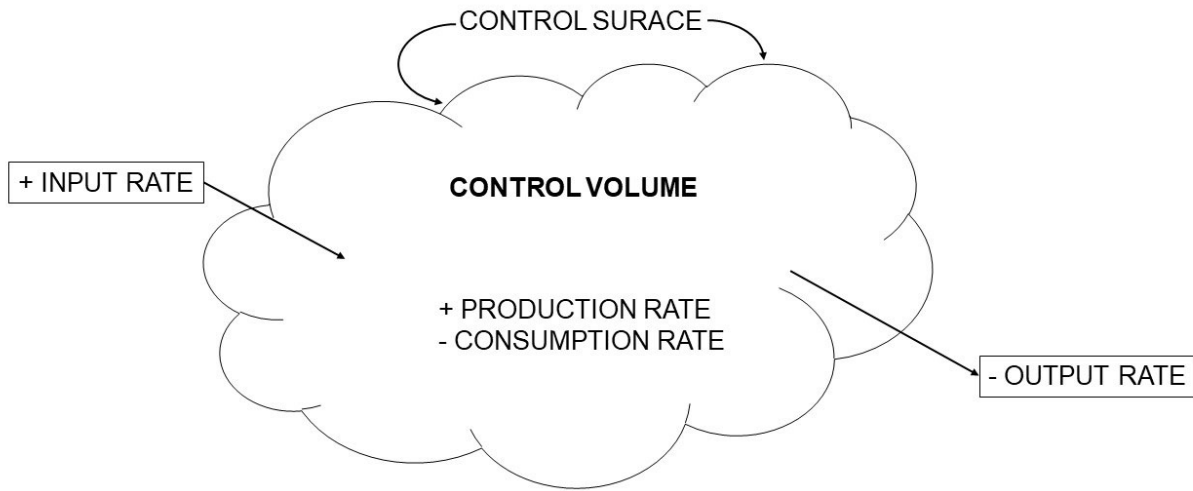 CONTROL SURACE
+ INPUT RATE
CONTROL VOLUME
+ PRODUCTION RATE
- CONSUMPTION RATE
- OUTPUT RATE